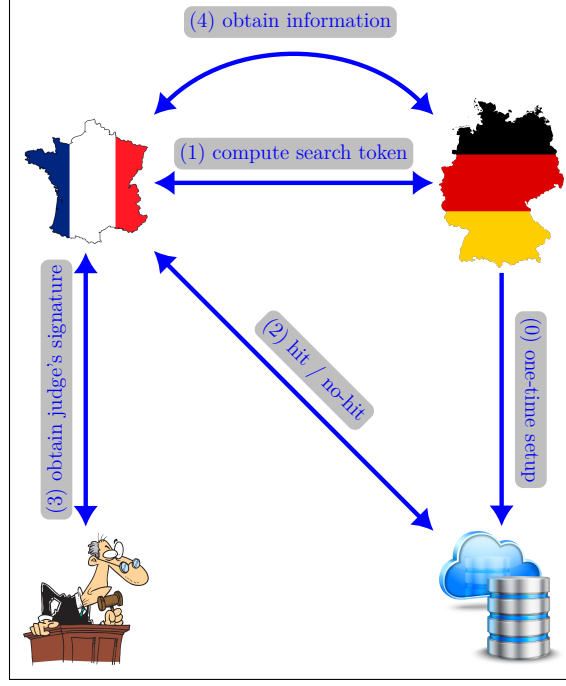 (4) obtain information
(1) compute search token
(2) hit / no-hit
(3) obtain judge's signature
(0) one-time setup